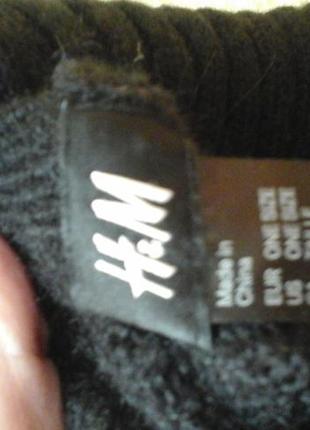 H&M
Made in
China
EUR ONE SIZE
US ONE SIZE